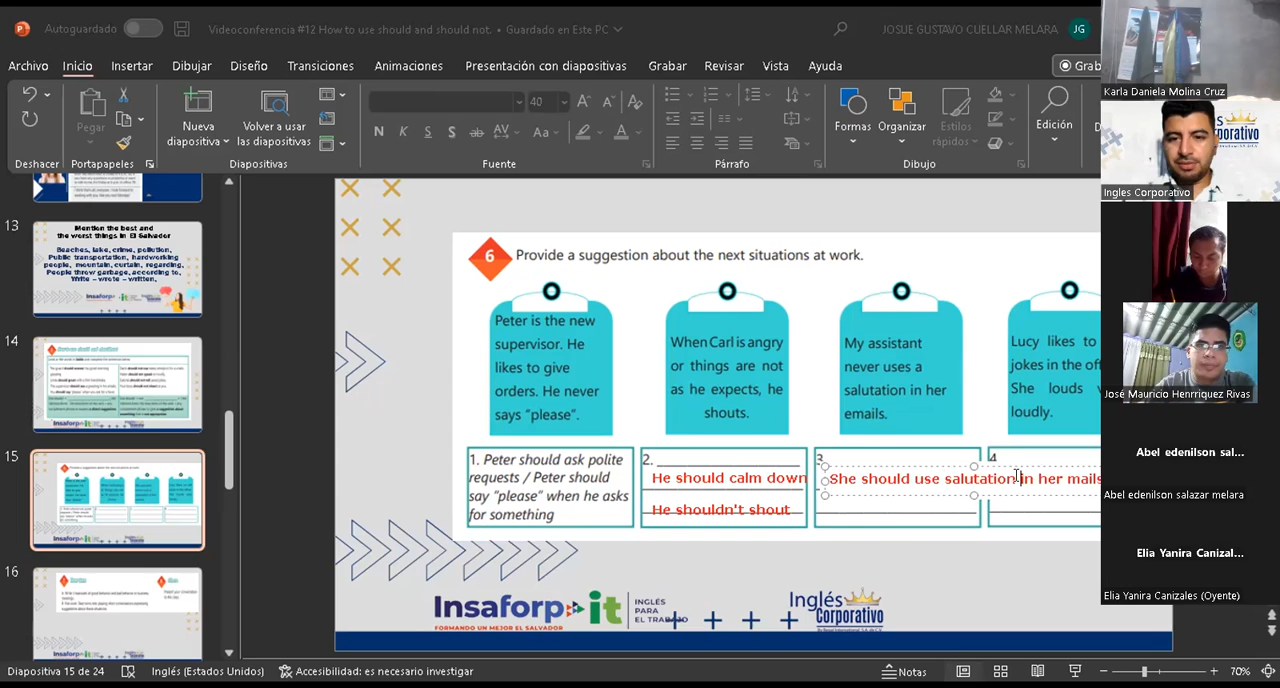 Autoguardado
Videoconferencia #12 How to use should and should not. • Guardado en Este PC
JOSUE GUSTAVO CUELLAR MELARA
JG
Archivo Inicio Insertar Dibujar Diseño Transiciones Animaciones Presentación con diapositivas Grabar Revisar Vista Ayuda
Grab
Pegar
Nueva diapositiva
Volver a usar las diapositivas
40
N K S S ab AV Aa A
Formas Organizar Estilos rápidos Edición
Deshacer Portapapeles Diapositivas Fuente Párrafo Dibujo
13
Mention the best and
the worst things in El Salvador
Beaches, lake, crime, pollution,
Public transportation, hardworking
people, mountain, curtain, regarding,
People throw garbage, according to,
Write – wrote – written,
14
15
16
6 Provide a suggestion about the next situations at work.
Peter is the new
supervisor. He
likes to give
orders. He never
says “please”.
When Carl is angry
or things are not
as he expects he
shouts.
My assistant
never uses a
salutation in her
emails.
Lucy likes to
jokes in the off
She louds v
loudly.
1. Peter should ask polite
requests / Peter should
say “please” when he asks
for something
2.
He should calm down
He shouldn't shout
3.
She should use salutation in her mails
4.
Insaforp it
FORMANDO UN MEJOR EL SALVADOR
INGLÉS
PARA
EL TRABAJO
Inglés
Corporativo
Karla Daniela Molina Cruz
Ingles Corporativo
José Mauricio Henrriquez Rivas
Abel edenilson sal...
Abel edenilson salazar melara
Elia Yanira Canizal...
Elia Yanira Canizales (Oyente)
Diapositiva 15 de 24
Inglés (Estados Unidos)
Accesibilidad: es necesario investigar
Notas
70%